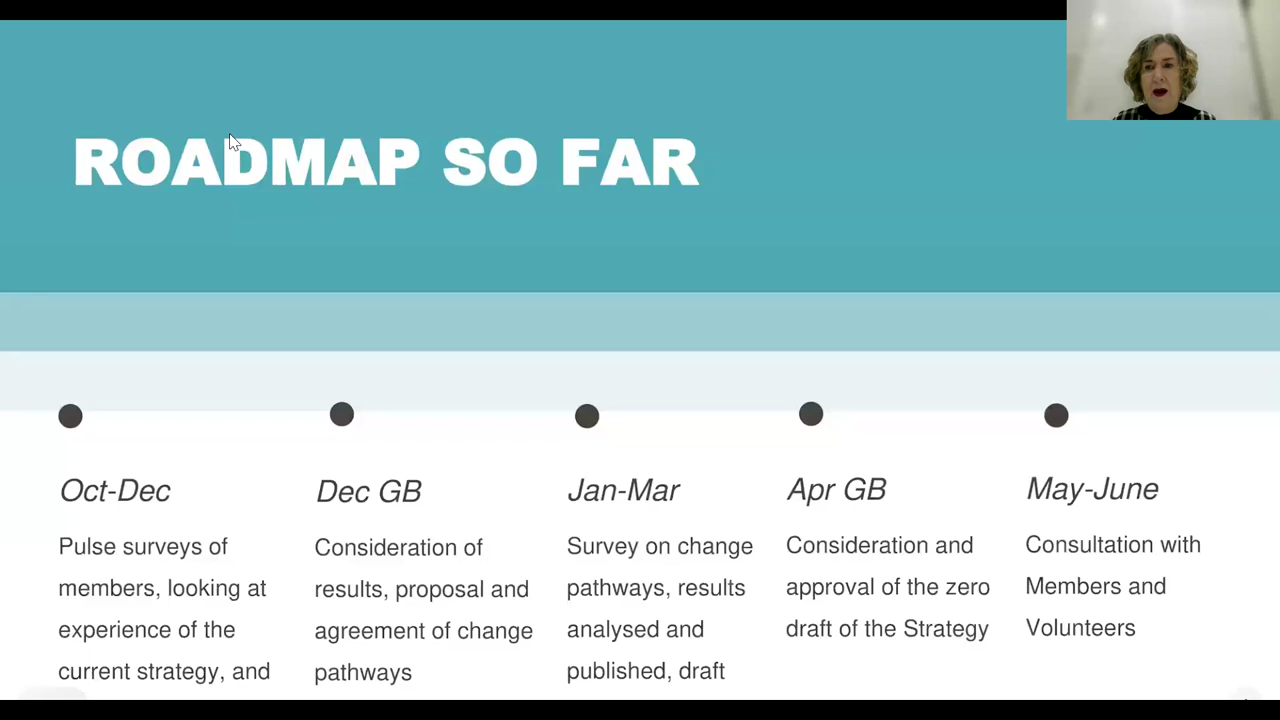 ROADMAP SO FAR
Oct-Dec
Pulse surveys of
members, looking at
experience of the
current strategy, and
Dec GB
Consideration of
results, proposal and
agreement of change
pathways
Jan-Mar
Survey on change
pathways, results
analysed and
published, draft
Apr GB
Consideration and
approval of the zero
draft of the Strategy
May-June
Consultation with
Members and
Volunteers